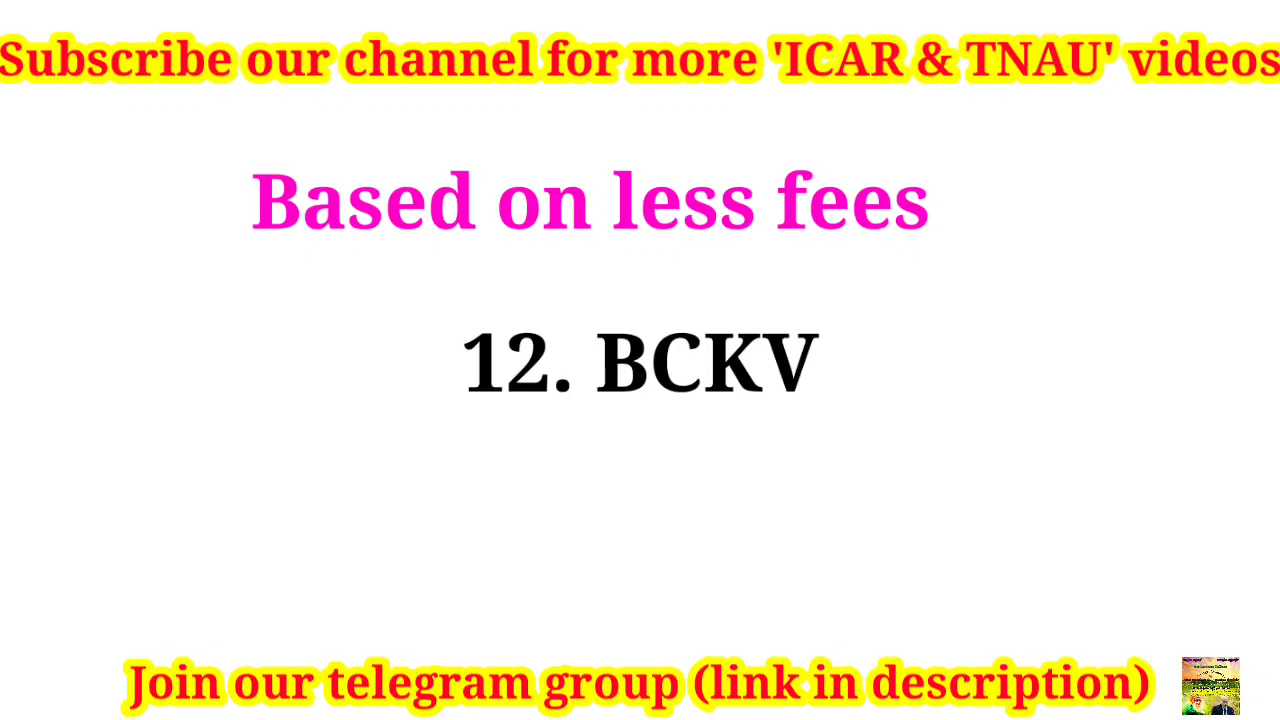 Subscribe our channel for more 'ICAR & TNAU' videos
Based on less fees
12. BCKV
Join our telegram group (link in description)